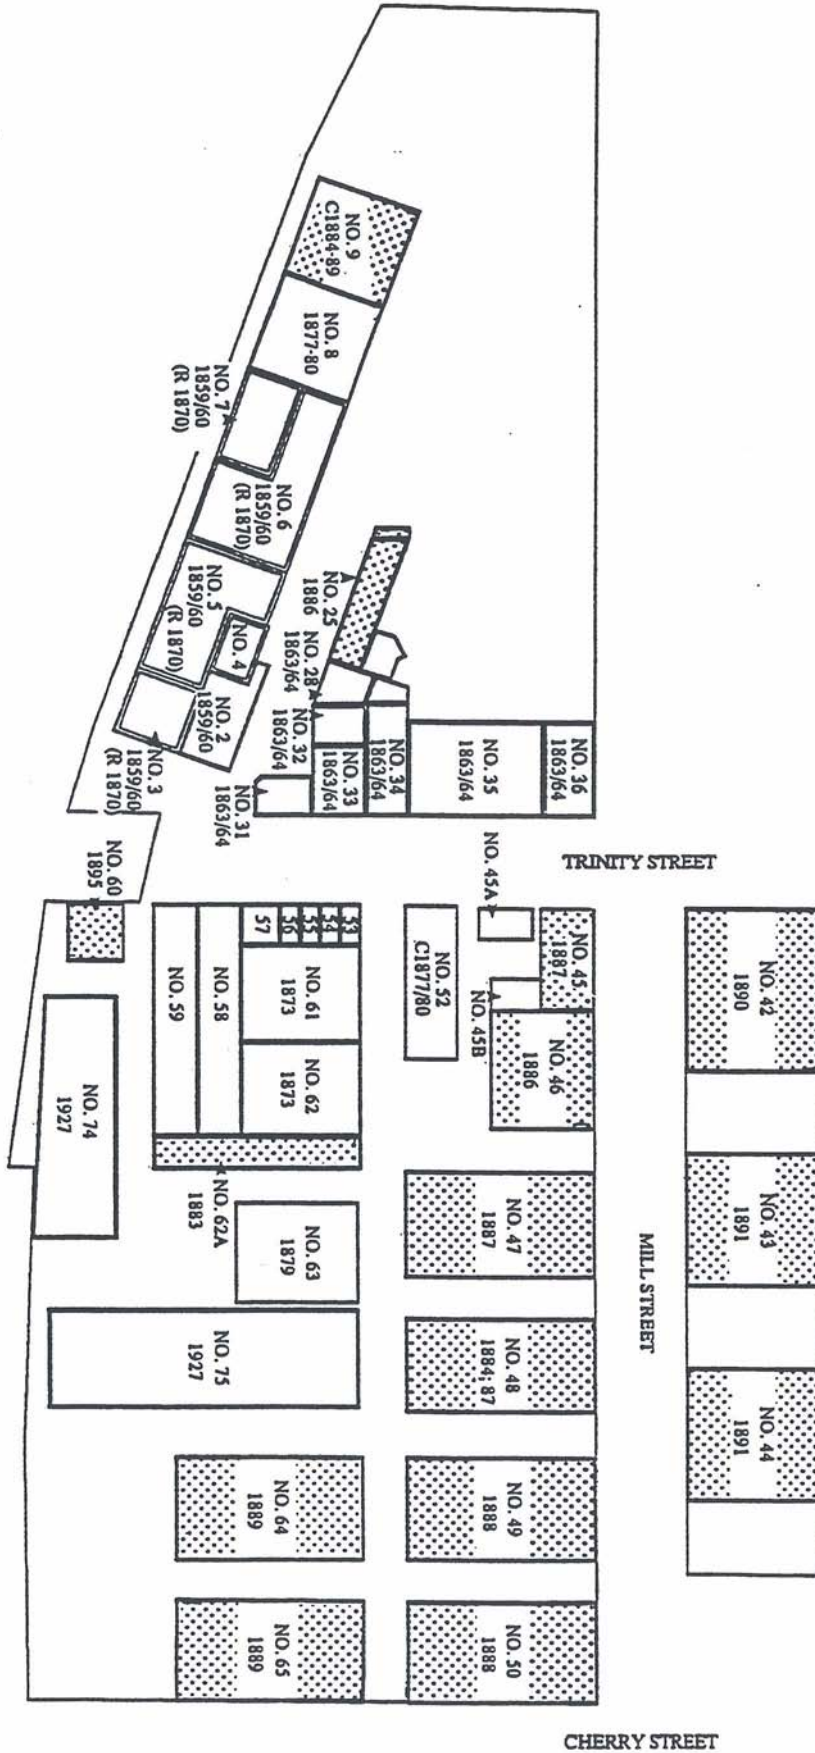 NO. 9
C1884-89
NO. 8
1877-80
NO. 7
1859/60
(R 1870)
NO. 6
1859/60
(R 1870)
NO. 5
1859/60
(R 1870)
NO. 4
NO. 2
1859/60
NO. 3
1859/60
(R 1870)
NO. 25
1886
NO. 28
1863/64
NO. 32
1863/64
NO. 31
1863/64
NO. 33
1863/64
NO. 34
1863/64
NO. 35
1863/64
NO. 36
1863/64
TRINITY STREET
NO. 60
1895
NO. 59
NO. 58
57
56
55
54
53
NO. 61
1873
NO. 62
1873
NO. 62A
1883
NO. 63
1879
NO. 74
1927
NO. 75
1927
NO. 52
C1877/80
NO. 45A
NO. 45
1887
NO. 45B
NO. 46
1886
NO. 47
1887
NO. 48
1884; 87
NO. 49
1888
NO. 50
1888
NO. 64
1889
NO. 65
1889
MILL STREET
NO. 42
1890
NO. 43
1891
NO. 44
1891
CHERRY STREET